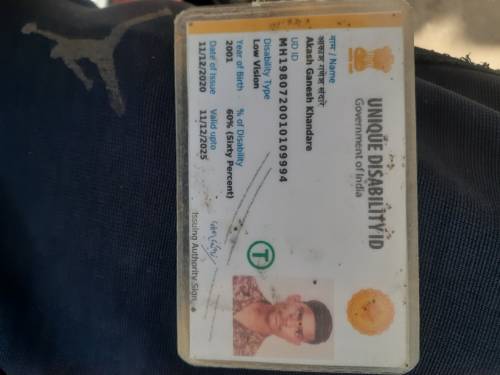 UNIQUE DISABILITY ID
Government of India
नाम / Name
आकाश गणेश खंदारे
Akash Ganesh Khandare
UD ID
MH1980720010109994
Disability Type
Low Vision
% of Disability
60% (Sixty Percent)
Year of Birth
2001
Date of Issue
11/12/2020
Valid upto
11/12/2025
T
Issuing Authority Sign.